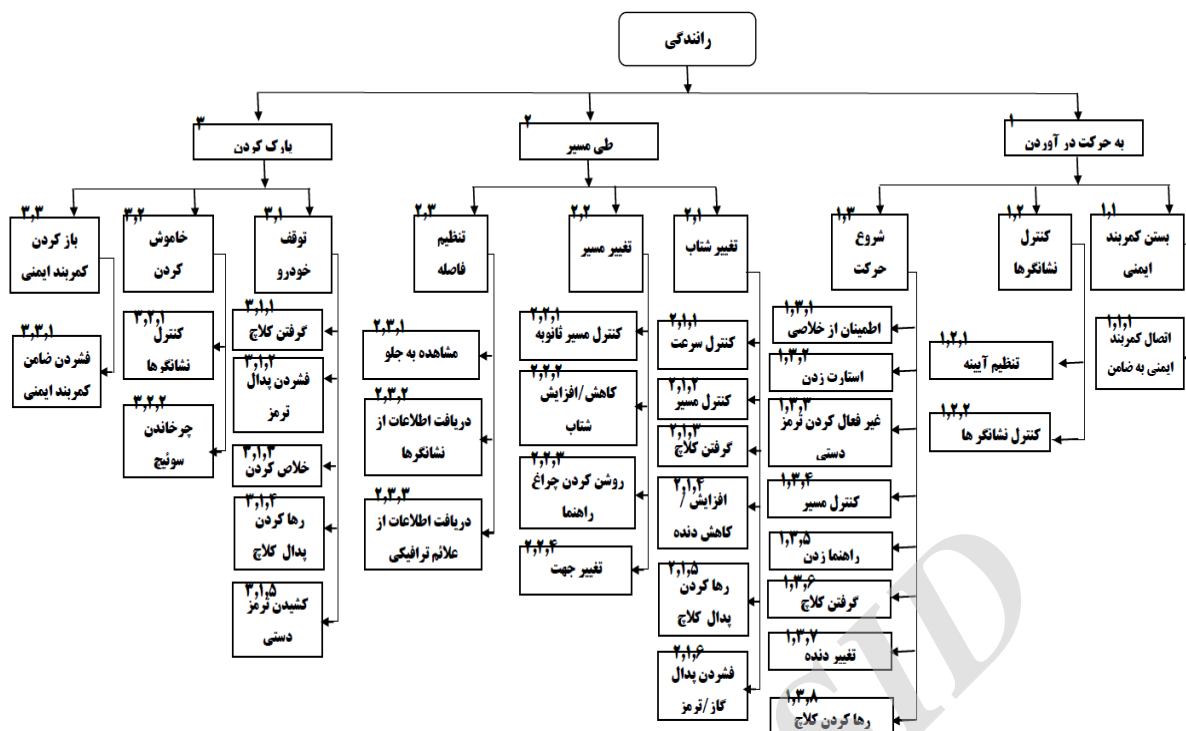 رانندگی
۱
به حرکت در آوردن
۲
طی مسیر
۳
پارک کردن
۱,۱
بستن کمربند
ایمنی
۱,۲
کنترل
نشانگرها
۱,۳
شروع
حرکت
۲,۱
تغییر شتاب
۲,۲
تغییر مسیر
۲,۳
تنظیم
فاصله
۳,۱
توقف
خودرو
۳,۲
خاموش
کردن
۳,۳
باز کردن
کمربند ایمنی
۱,۱,۱
اتصال کمربند
ایمنی به ضامن
۱,۲,۱
تنظیم آیینه
۱,۲,۲
کنترل نشانگر ها
۱,۳,۱
اطمینان از خلاصی
۱,۳,۲
استارت زدن
۱,۳,۳
غیر فعال کردن ترمز
دستی
۱,۳,۴
کنترل مسیر
۱,۳,۵
راهنما زدن
۱,۳,۶
گرفتن کلاچ
۱,۳,۷
تغییر دنده
۱,۳,۸
رها کردن کلاچ
۲,۱,۱
کنترل سرعت
۲,۱,۲
کنترل مسیر
۲,۱,۳
گرفتن کلاچ
۲,۱,۴
افزایش /
کاهش دنده
۲,۱,۵
رها کردن
پدال کلاچ
۲,۱,۶
فشردن پدال
گاز/ترمز
۲,۲,۱
کنترل مسیر ثانویه
۲,۲,۲
کاهش/افزایش
شتاب
۲,۲,۳
روشن کردن چراغ
راهنما
۲,۲,۴
تغییر جهت
۲,۳,۱
مشاهده به جلو
۲,۳,۲
دریافت اطلاعات از
نشانگرها
۲,۳,۳
دریافت اطلاعات از
علائم ترافیکی
۳,۱,۱
گرفتن کلاچ
۳,۱,۲
فشردن پدال
ترمز
۳,۱,۳
خلاص کردن
۳,۱,۴
رها کردن
پدال کلاچ
۳,۱,۵
کشیدن ترمز
دستی
۳,۲,۱
کنترل
نشانگرها
۳,۲,۲
چرخاندن
سوئیچ
۳,۳,۱
فشردن ضامن
کمربند ایمنی
SID